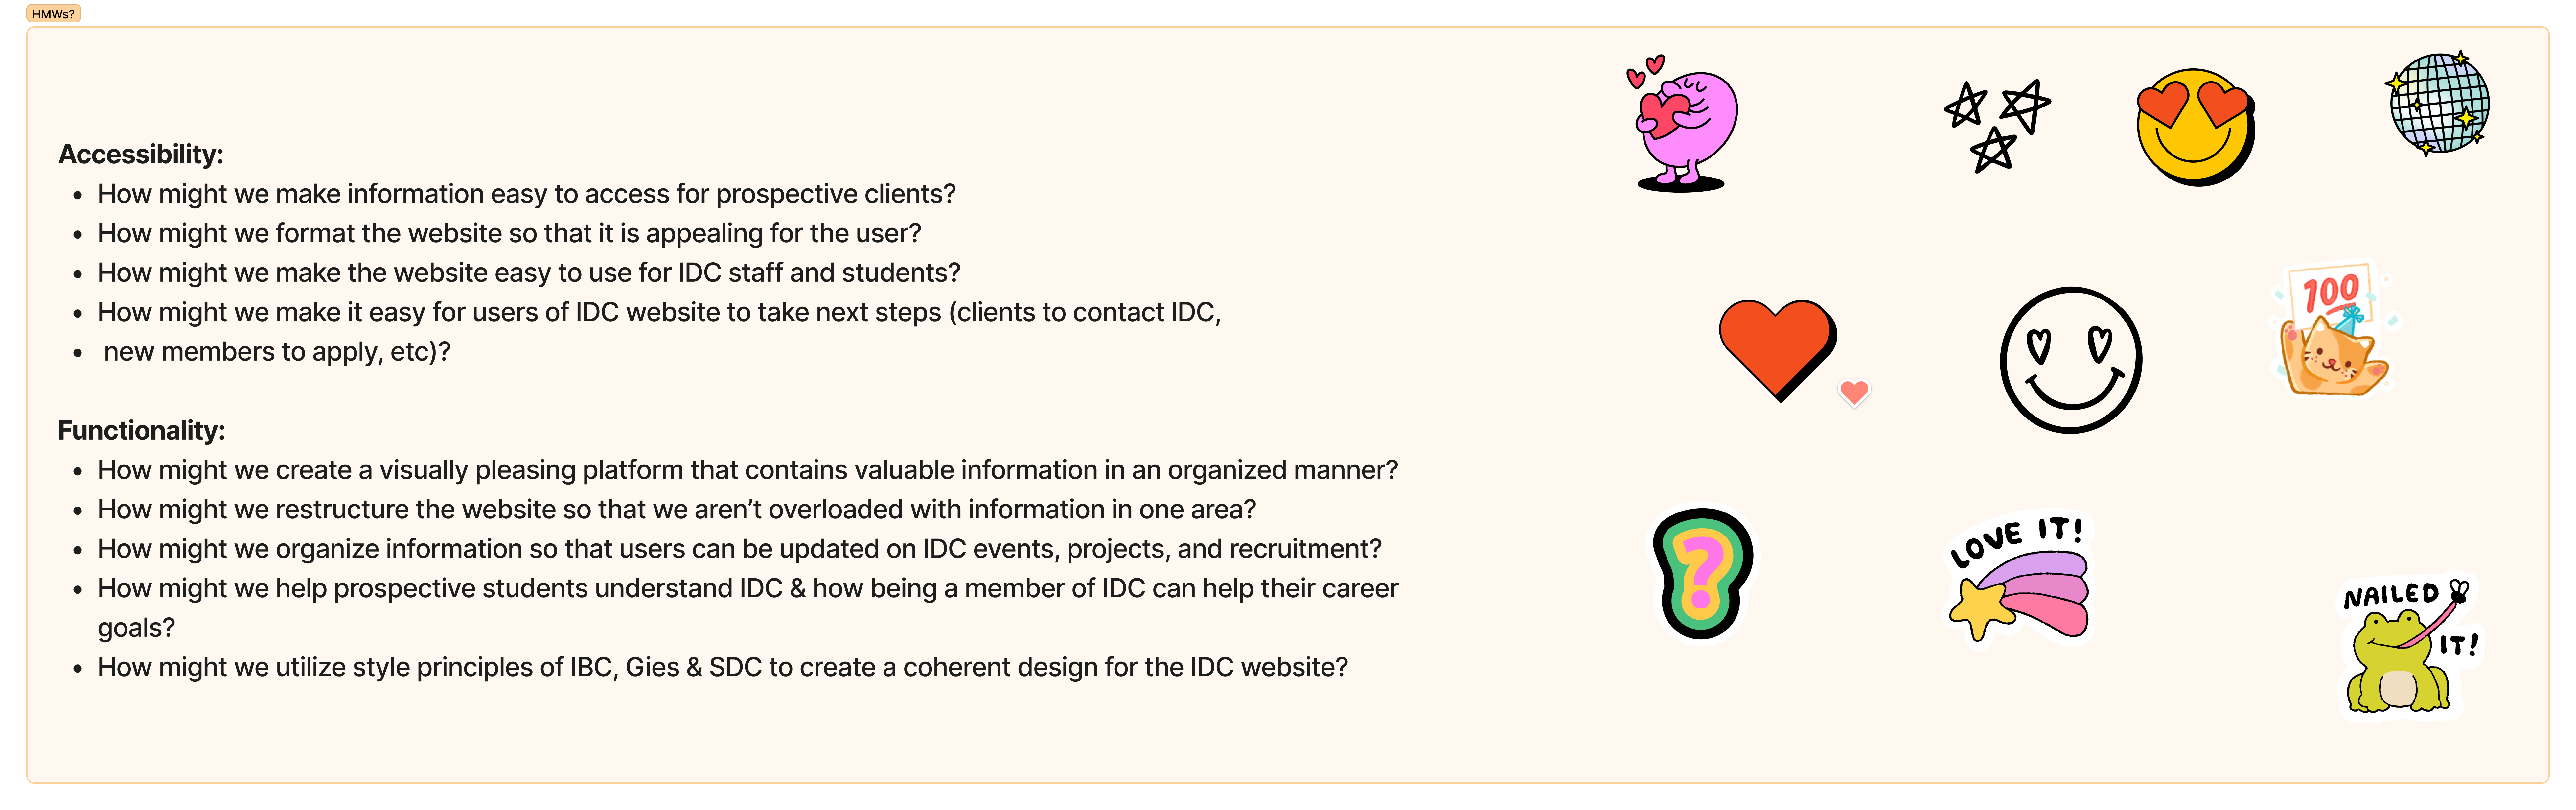 HMWs?
Accessibility:
• How might we make information easy to access for prospective clients?
• How might we format the website so that it is appealing for the user?
• How might we make the website easy to use for IDC staff and students?
• How might we make it easy for users of IDC website to take next steps (clients to contact IDC,
• new members to apply, etc)?
Functionality:
• How might we create a visually pleasing platform that contains valuable information in an organized manner?
• How might we restructure the website so that we aren’t overloaded with information in one area?
• How might we organize information so that users can be updated on IDC events, projects, and recruitment?
• How might we help prospective students understand IDC & how being a member of IDC can help their career
goals?
• How might we utilize style principles of IBC, Gies & SDC to create a coherent design for the IDC website?
100
?
LOVE IT!
NAILED
IT!